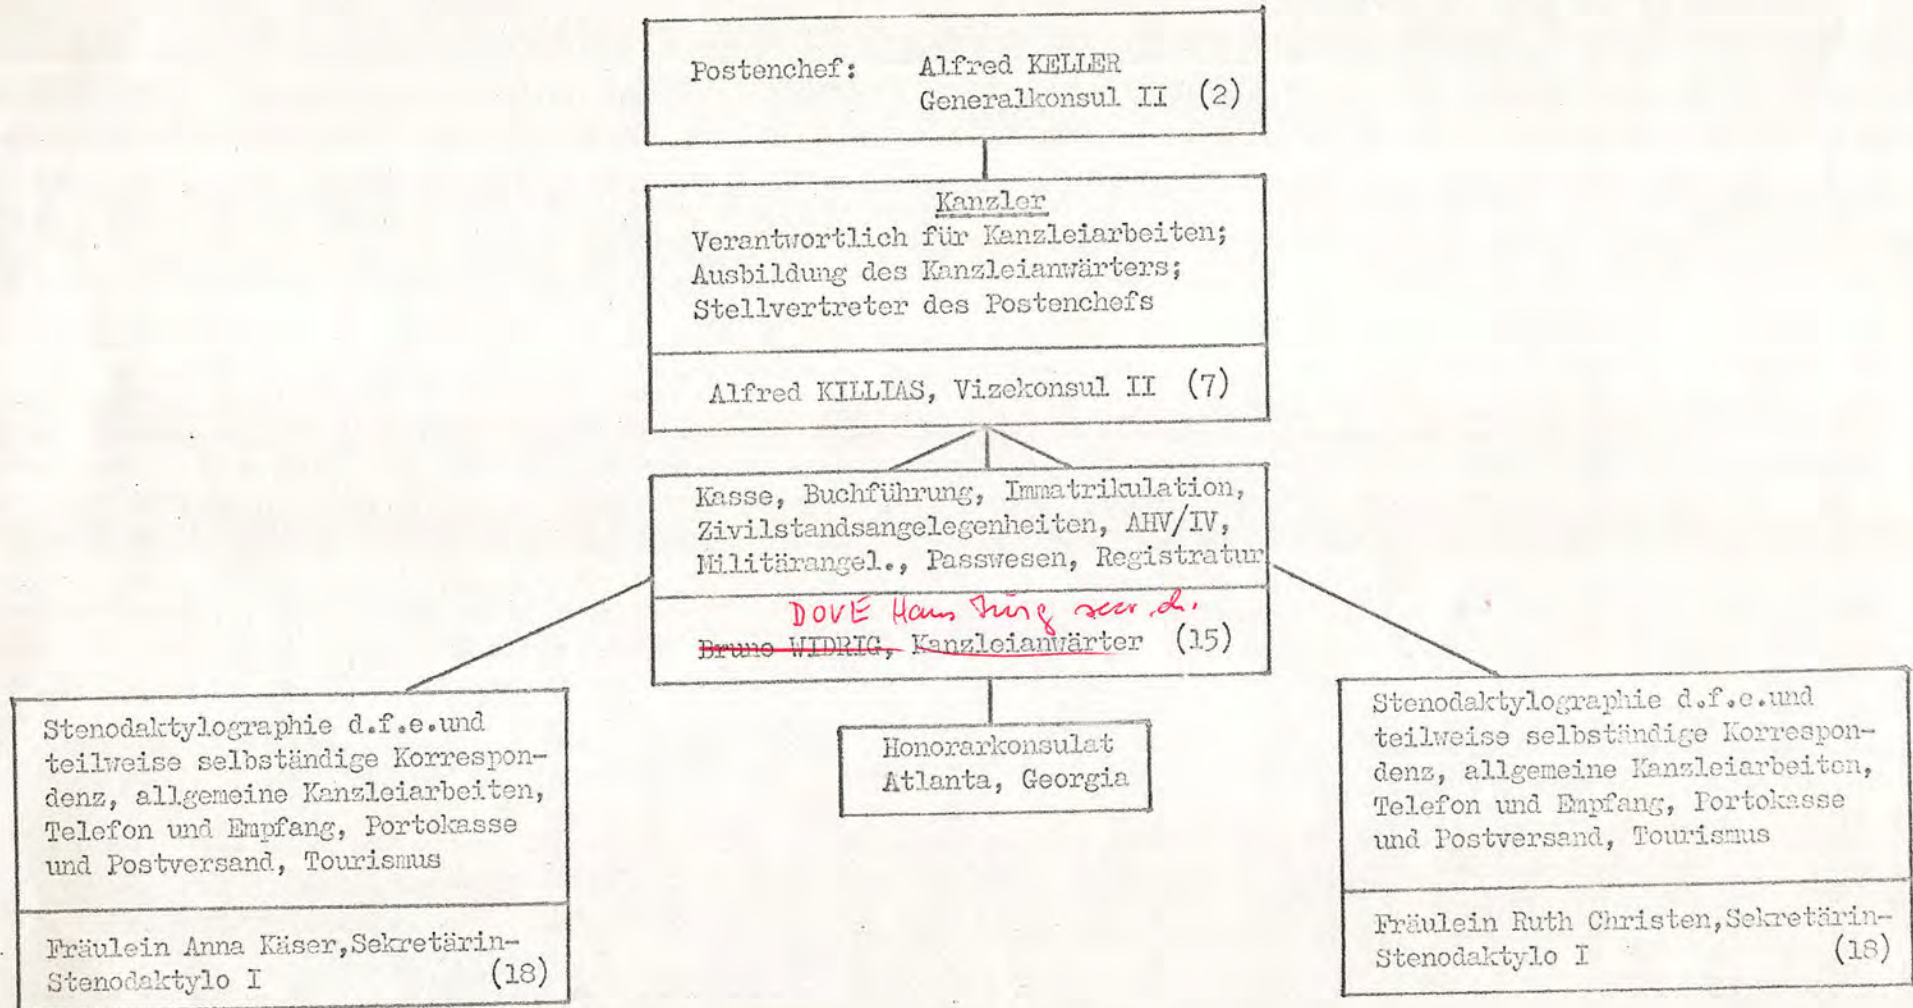 Postenchef: Alfred KELLER
Generalkonsul II (2)
Kanzler
Verantwortlich für Kanzleiarbeiten;
Ausbildung des Kanzleianwärters;
Stellvertreter des Postenchefs
Alfred KILLIAS, Vizekonsul II (7)
Kasse, Buchführung, Immatrikulation,
Zivilstandsangelegenheiten, AHV/IV,
Militärangel., Passwesen, Registratur
DOVE Hans Jürg
Bruno WIDRIG, Kanzleianwärter (15)
Stenodaktylographie d.f.e.und
teilweise selbständige Korrespon-
denz, allgemeine Kanzleiarbeiten,
Telefon und Empfang, Portokasse
und Postversand, Tourismus
Fräulein Anna Käser,Sekretärin-
Stenodaktylo I (18)
Honorarkonsulat
Atlanta, Georgia
Stenodaktylographie d.f.e.und
teilweise selbständige Korrespon-
denz, allgemeine Kanzleiarbeiten,
Telefon und Empfang, Portokasse
und Postversand, Tourismus
Fräulein Ruth Christen,Sekretärin-
Stenodaktylo I (18)